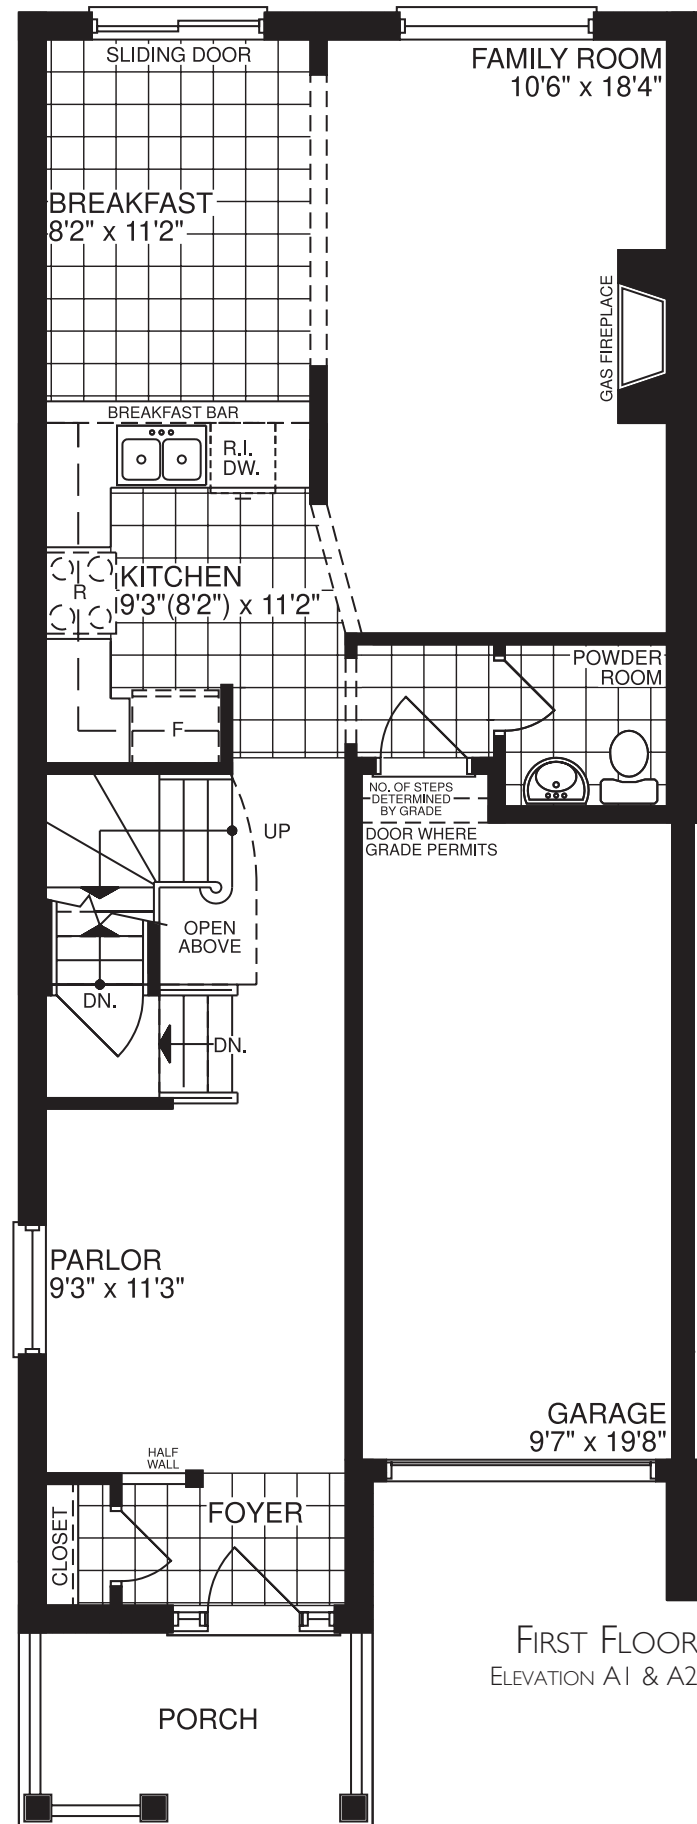 SLIDING DOOR
FAMILY ROOM
10'6" x 18'4"
BREAKFAST
8'2" x 11'2"
GAS FIREPLACE
BREAKFAST BAR
R.I.
DW.
R
KITCHEN
9'3"(8'2") x 11'2"
POWDER
ROOM
F
NO. OF STEPS
DETERMINED
BY GRADE
DOOR WHERE
GRADE PERMITS
UP
OPEN
ABOVE
DN.
DN.
PARLOR
9'3" x 11'3"
GARAGE
9'7" x 19'8"
HALF
WALL
FOYER
CLOSET
FIRST FLOOR
ELEVATION A1 & A2
PORCH